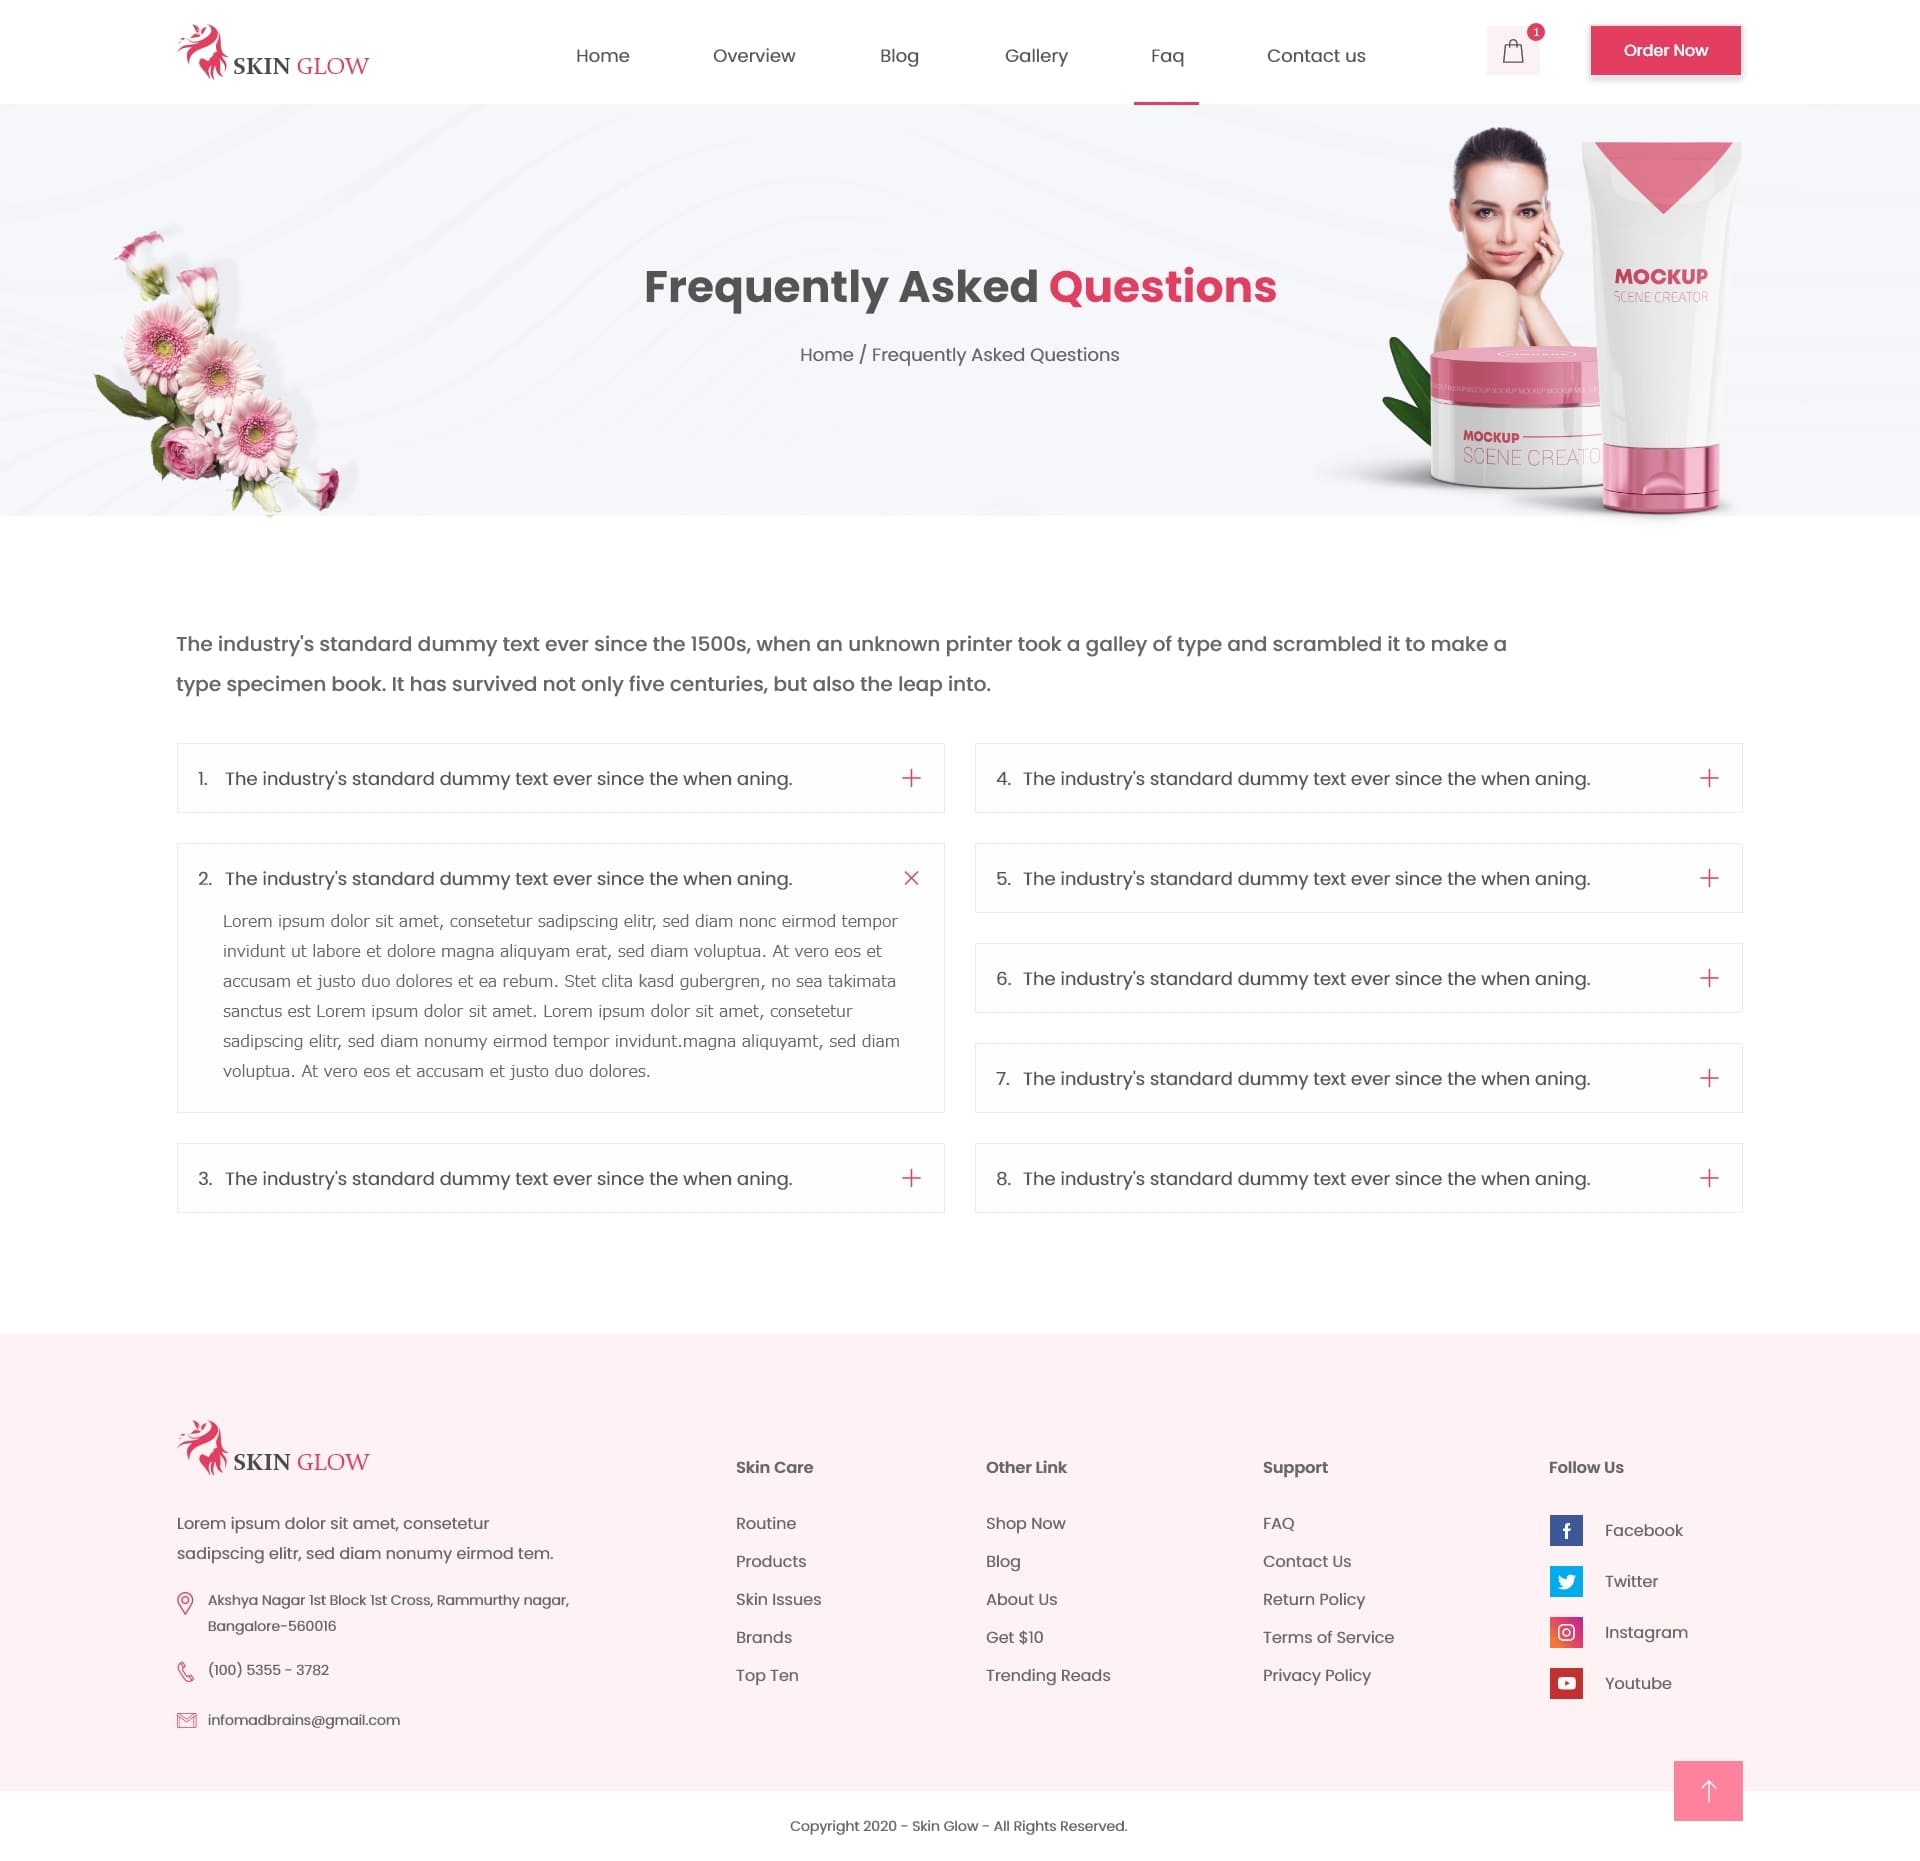 SKIN GLOW
Home
Overview
Blog
Gallery
Faq
Contact us
1
Order Now
Frequently Asked Questions
Home / Frequently Asked Questions
MOCKUP
SCENE CREATOR
MOCKUP
SCENE CREATO
The industry's standard dummy text ever since the 1500s, when an unknown printer took a galley of type and scrambled it to make a
type specimen book. It has survived not only five centuries, but also the leap into.
1. The industry's standard dummy text ever since the when aning.
2. The industry's standard dummy text ever since the when aning.
Lorem ipsum dolor sit amet, consetetur sadipscing elitr, sed diam nonc eirmod tempor
invidunt ut labore et dolore magna aliquyam erat, sed diam voluptua. At vero eos et
accusam et justo duo dolores et ea rebum. Stet clita kasd gubergren, no sea takimata
sanctus est Lorem ipsum dolor sit amet. Lorem ipsum dolor sit amet, consetetur
sadipscing elitr, sed diam nonumy eirmod tempor invidunt.magna aliquyamt, sed diam
voluptua. At vero eos et accusam et justo duo dolores.
3. The industry's standard dummy text ever since the when aning.
4. The industry's standard dummy text ever since the when aning.
5. The industry's standard dummy text ever since the when aning.
6. The industry's standard dummy text ever since the when aning.
7. The industry's standard dummy text ever since the when aning.
8. The industry's standard dummy text ever since the when aning.
SKIN GLOW
Lorem ipsum dolor sit amet, consetetur
sadipscing elitr, sed diam nonumy eirmod tem.
Akshya Nagar 1st Block 1st Cross, Rammurthy nagar,
Bangalore-560016
(100) 5355 - 3782
infomadbrains@gmail.com
Skin Care
Routine
Products
Skin Issues
Brands
Top Ten
Other Link
Shop Now
Blog
About Us
Get $10
Trending Reads
Support
FAQ
Contact Us
Return Policy
Terms of Service
Privacy Policy
Follow Us
Facebook
Twitter
Instagram
Youtube
Copyright 2020 - Skin Glow - All Rights Reserved.